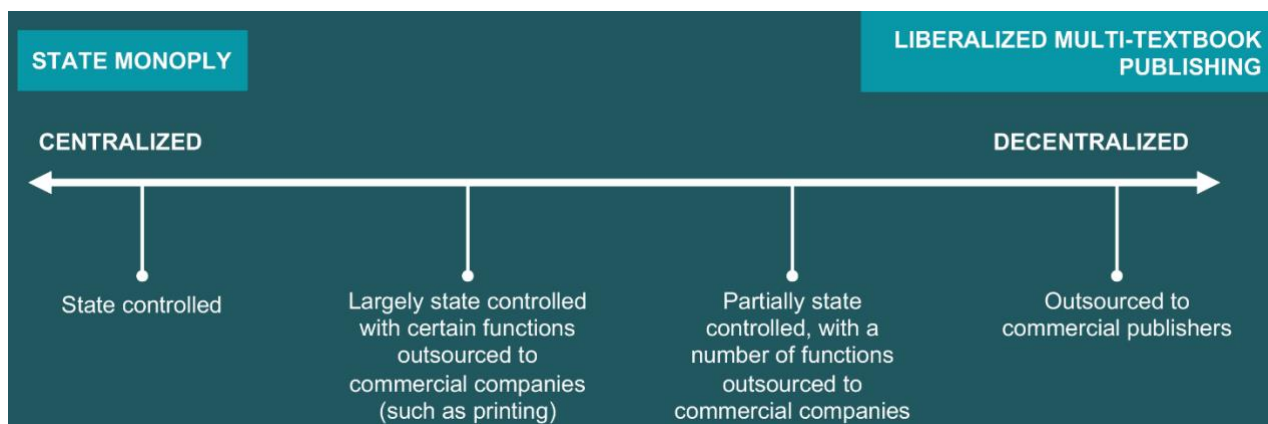 STATE MONOPLY
LIBERALIZED MULTI-TEXTBOOK
PUBLISHING
CENTRALIZED
DECENTRALIZED
State controlled
Largely state controlled
with certain functions
outsourced to
commercial companies
(such as printing)
Partially state
controlled, with a
number of functions
outsourced to
commercial companies
Outsourced to
commercial publishers